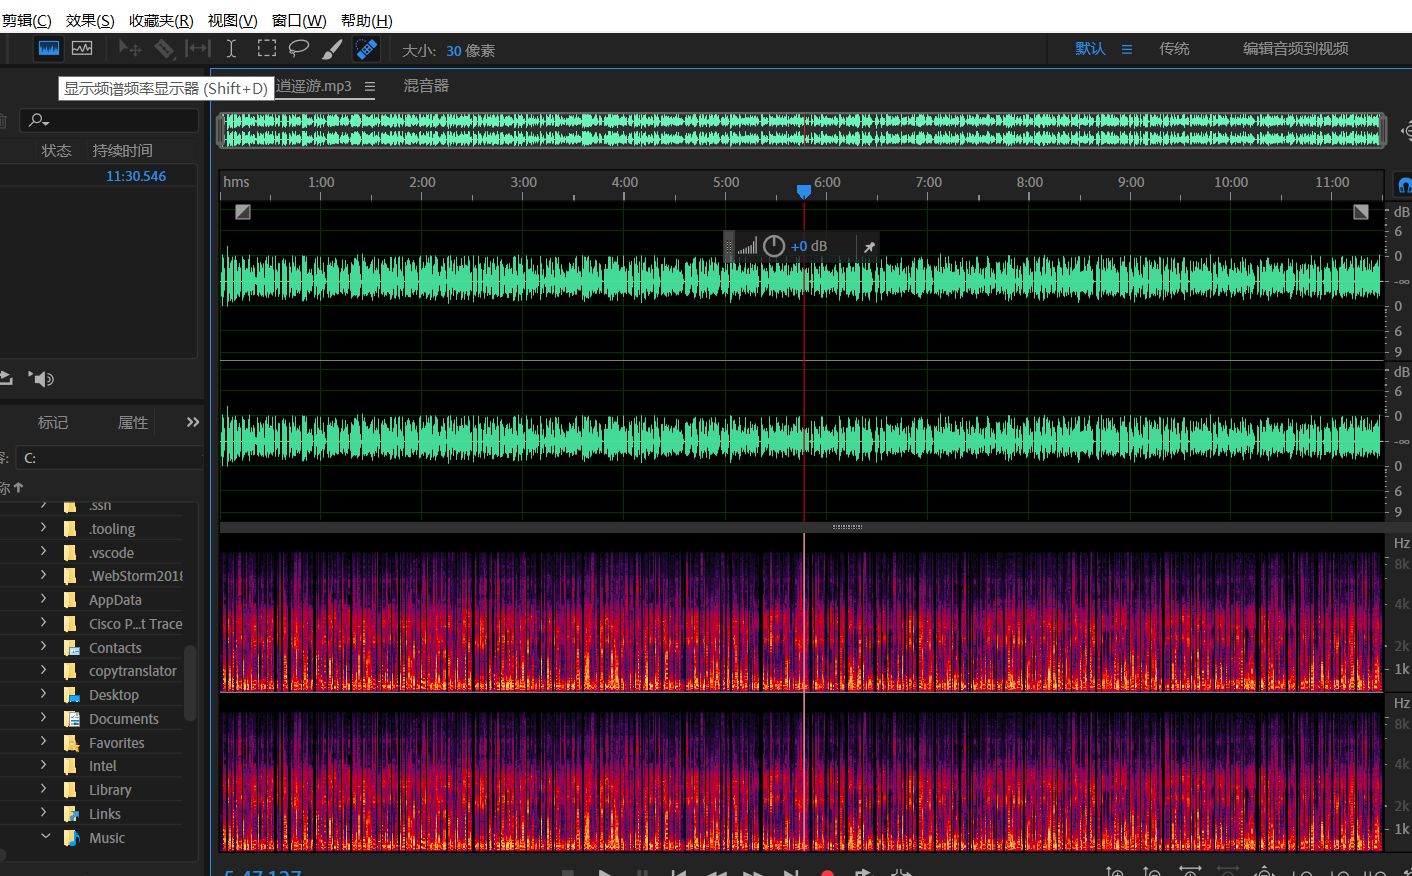 剪辑(C) 效果(S) 收藏夹(R) 视图(V) 窗口(W) 帮助(H)
大小: 30 像素
默认 传统 编辑音频到视频
显示频谱频率显示器 (Shift+D)
逍遥游.mp3 混音器
状态 持续时间
11:30.546
hms 1:00 2:00 3:00 4:00 5:00 6:00 7:00 8:00 9:00 10:00 11:00
+0 dB
dB
6
0
-∞
0
6
9
dB
6
0
-∞
0
6
9
标记 属性
C:
称
.ssn
.tooling
.vscode
.WebStorm2018
AppData
Cisco P...t Trace
Contacts
copytranslator
Desktop
Documents
Favorites
Intel
Library
Links
Music
Hz
8k
4k
2k
1k
Hz
8k
4k
2k
1k
5:47.127